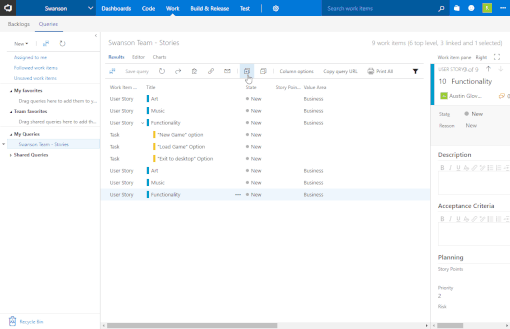 Swanson
Dashboards Code Work Build & Release Test
Search work items
Backlogs Queries
New
Assigned to me
Followed work items
Unsaved work items
My Favorites
Drag queries here to add them to y...
Team Favorites
Drag shared queries here to add th...
My Queries
Swanson Team - Stories
Shared Queries
Recycle Bin
Swanson Team - Stories
9 work items (6 top level, 3 linked and 1 selected)
Results Editor Charts
Work item pane Right
Save query
Column options Copy query URL Print All
Work Item ... Title State Story Poi... Value Area
User Story Art New Business
User Story Music New Business
User Story Functionality New Business
Task "New Game" option New
Task "Load Game" Option New
Task "Exit to desktop" Option New
User Story Art New Business
User Story Music New Business
User Story Functionality New Business
USER STORY 9 of 9
10 Functionality
Austin Glov...
State New
Reason New
Description
B I U
Acceptance Criteria
B I U
Planning
Story Points
Priority
2
Risk